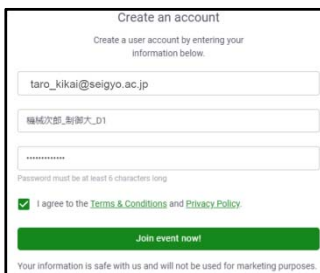 Create an account
Create a user account by entering your
information below.
taro_kikai@seigyo.ac.jp
機械次郎_制御大_D1
•••••••••••••
Password must be at least 6 characters long
I agree to the Terms & Conditions and Privacy Policy.
Join event now!
Your information is safe with us and will not be used for marketing purposes.